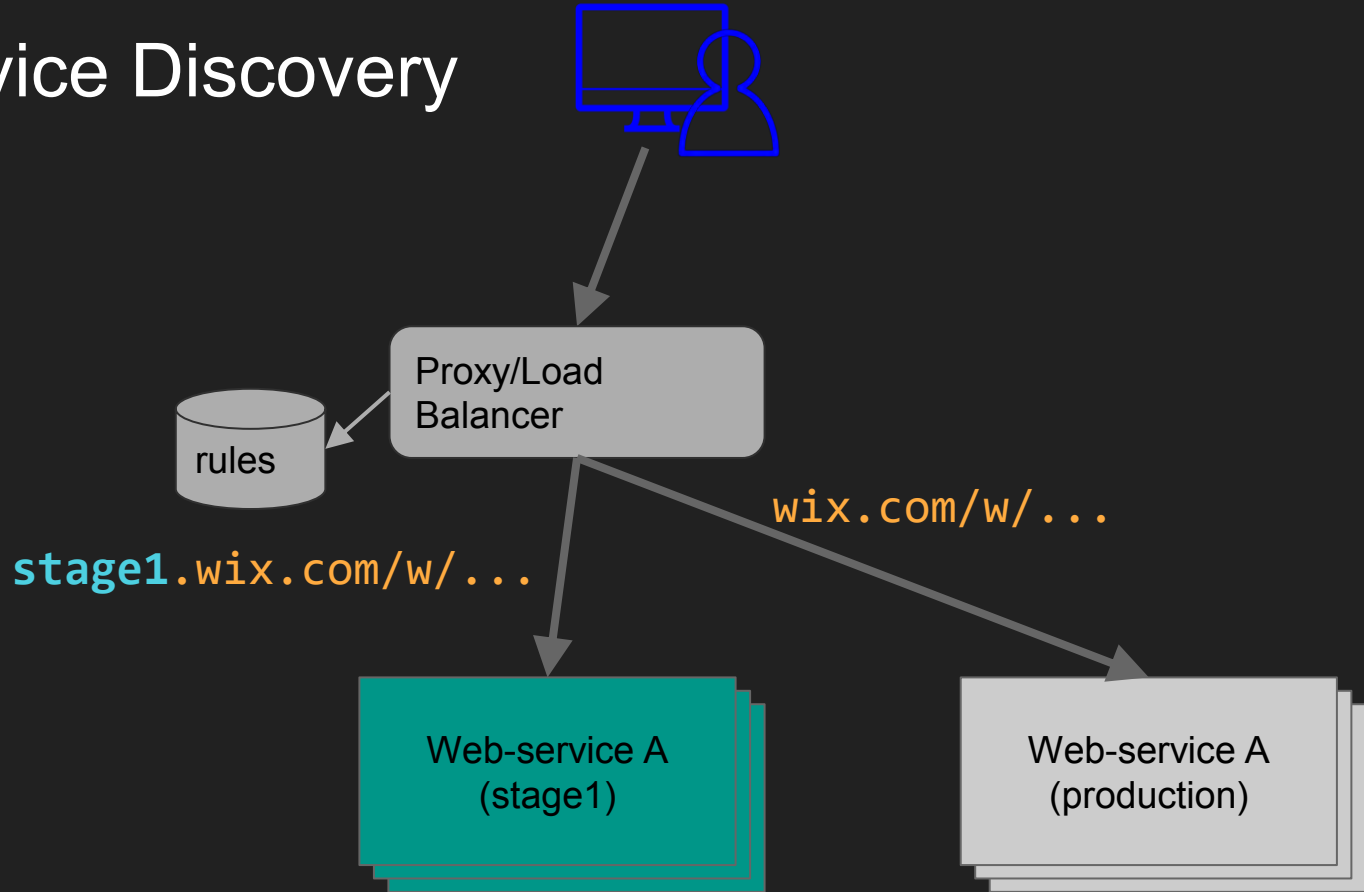 vice Discovery
Proxy/Load
Balancer
rules
wix.com/w/...
stage1.wix.com/w/...
Web-service A
(stage1)
Web-service A
(production)